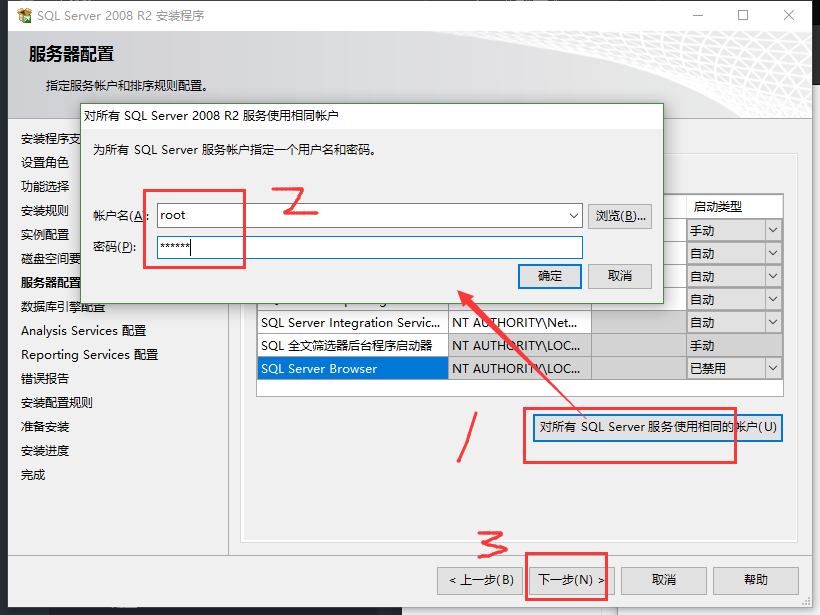 SQL Server 2008 R2 安装程序
服务器配置
指定服务帐户和排序规则配置。
对所有 SQL Server 2008 R2 服务使用相同帐户
为所有 SQL Server 服务帐户指定一个用户名和密码。
帐户名(A):
root
浏览(B)...
密码(P):
******
确定
取消
2
安装程序支
设置角色
功能选择
安装规则
实例配置
磁盘空间要
服务器配置
数据库引擎配置
Analysis Services 配置
Reporting Services 配置
错误报告
安装配置规则
准备安装
安装进度
完成
启动类型
手动
自动
自动
自动
SQL Server Integration Servic... NT AUTHORITY\Net... 自动
SQL 全文筛选器后台程序启动器 NT AUTHORITY\LOC... 手动
SQL Server Browser NT AUTHORITY\LOC... 已禁用
1
对所有 SQL Server 服务使用相同的帐户(U)
3
< 上一步(B)
下一步(N) >
取消
帮助